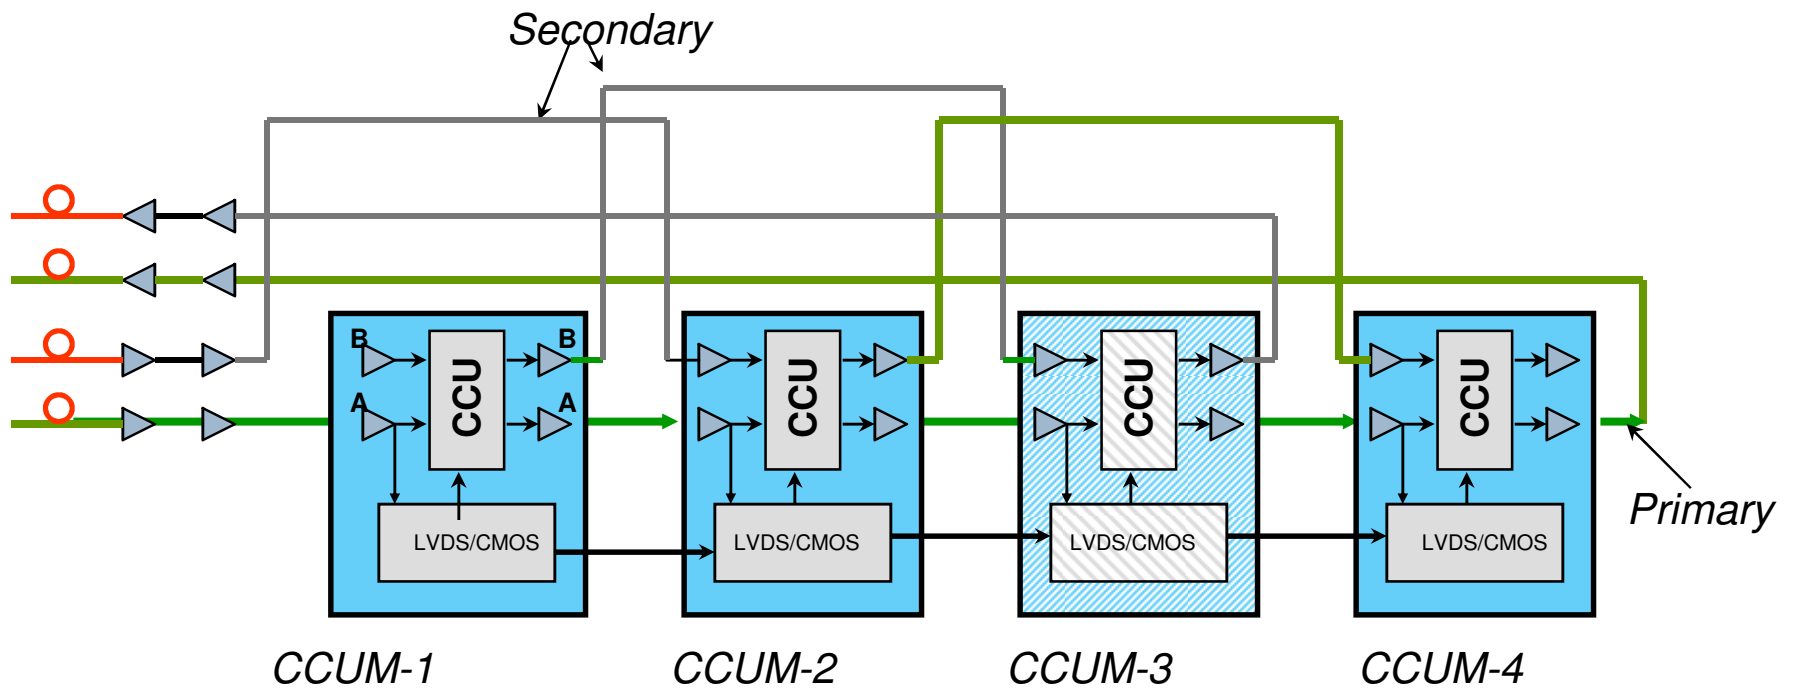 Secondary
B
B
A
A
CCU
CCU
CCU
CCU
Primary
LVDS/CMOS
LVDS/CMOS
LVDS/CMOS
LVDS/CMOS
CCUM-1
CCUM-2
CCUM-3
CCUM-4